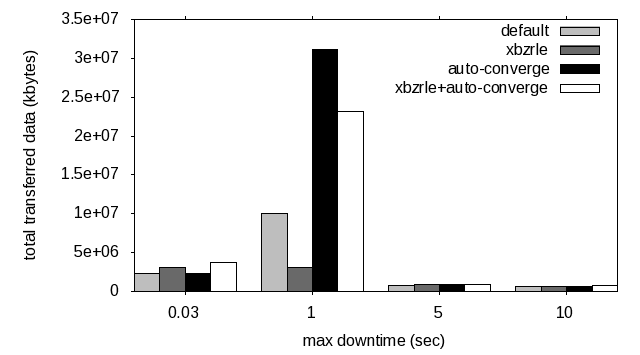 3.5e+07
3e+07
2.5e+07
2e+07
1.5e+07
1e+07
5e+06
0
total transferred data (kbytes)
default
xbzrle
auto-converge
xbzrle+auto-converge
0.03 1 5 10
max downtime (sec)